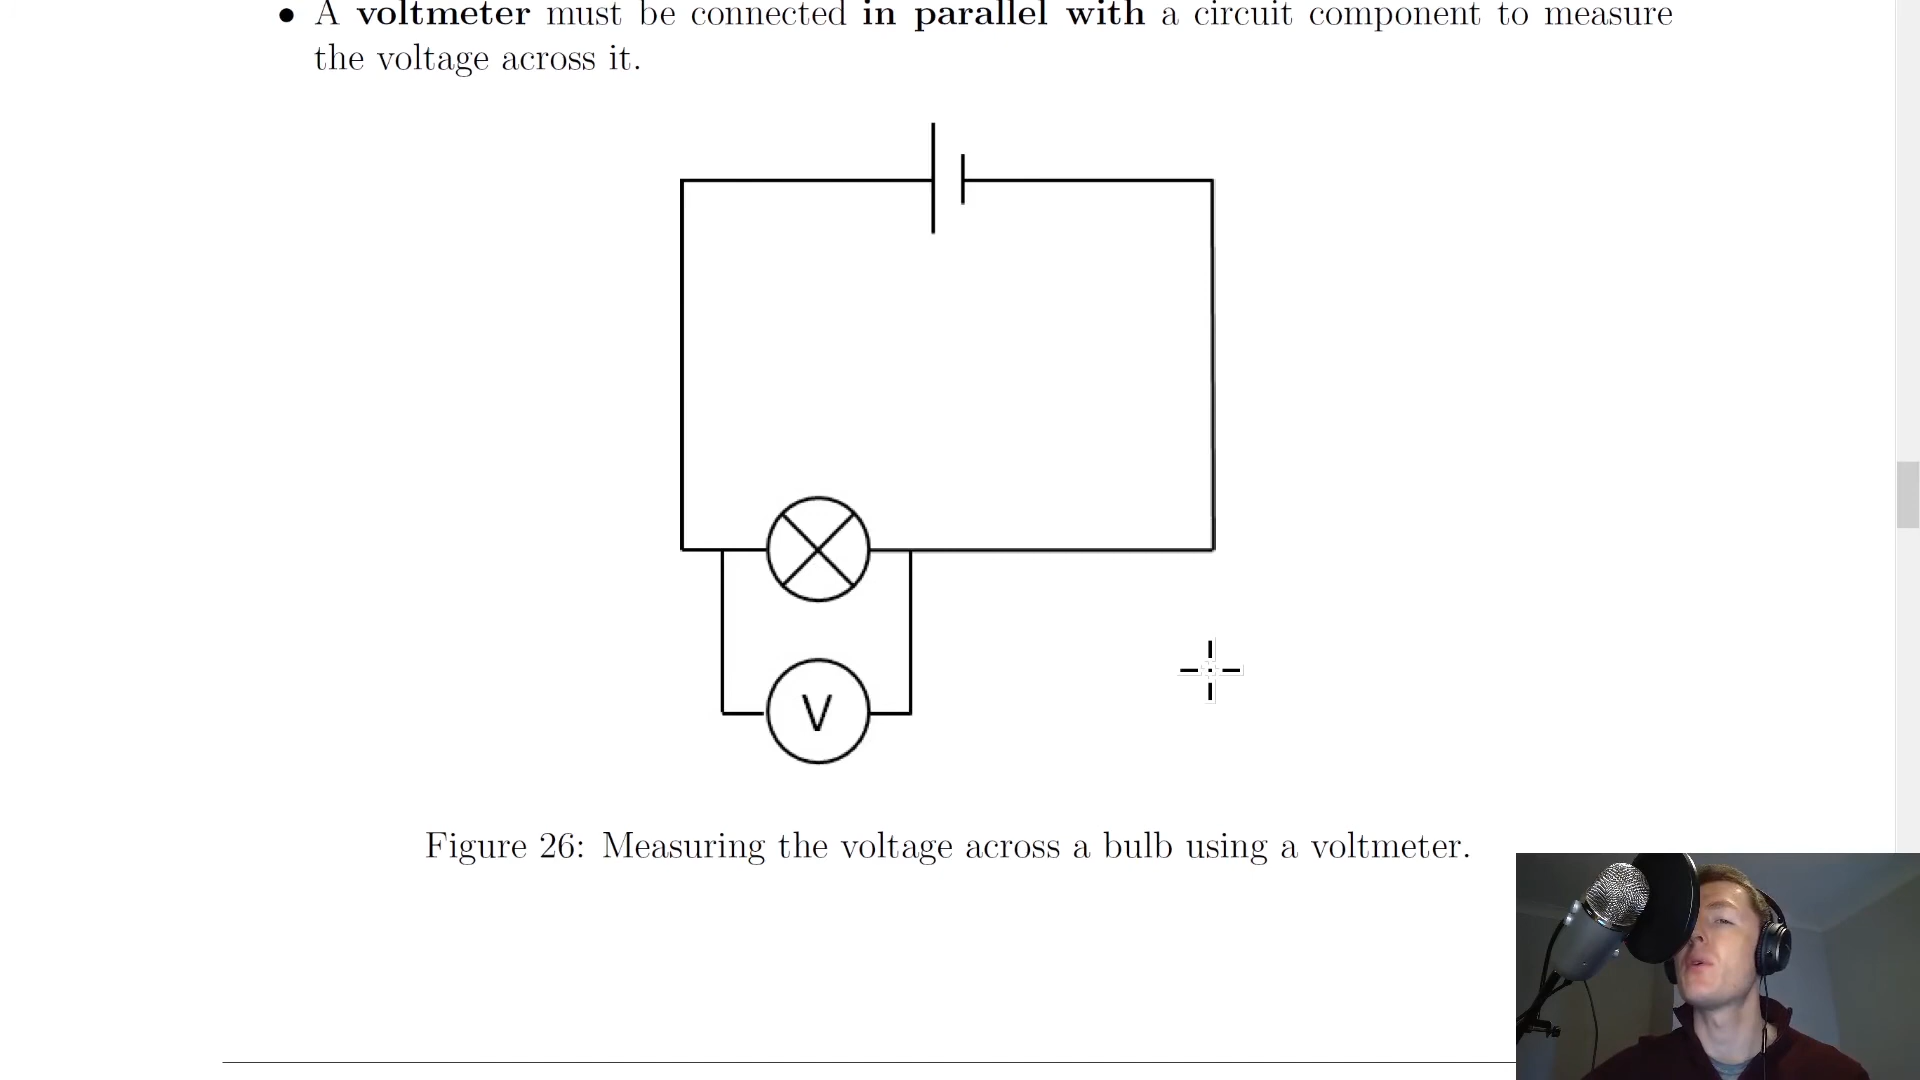 • A voltmeter must be connected in parallel with a circuit component to measure
the voltage across it.
V
Figure 26: Measuring the voltage across a bulb using a voltmeter.